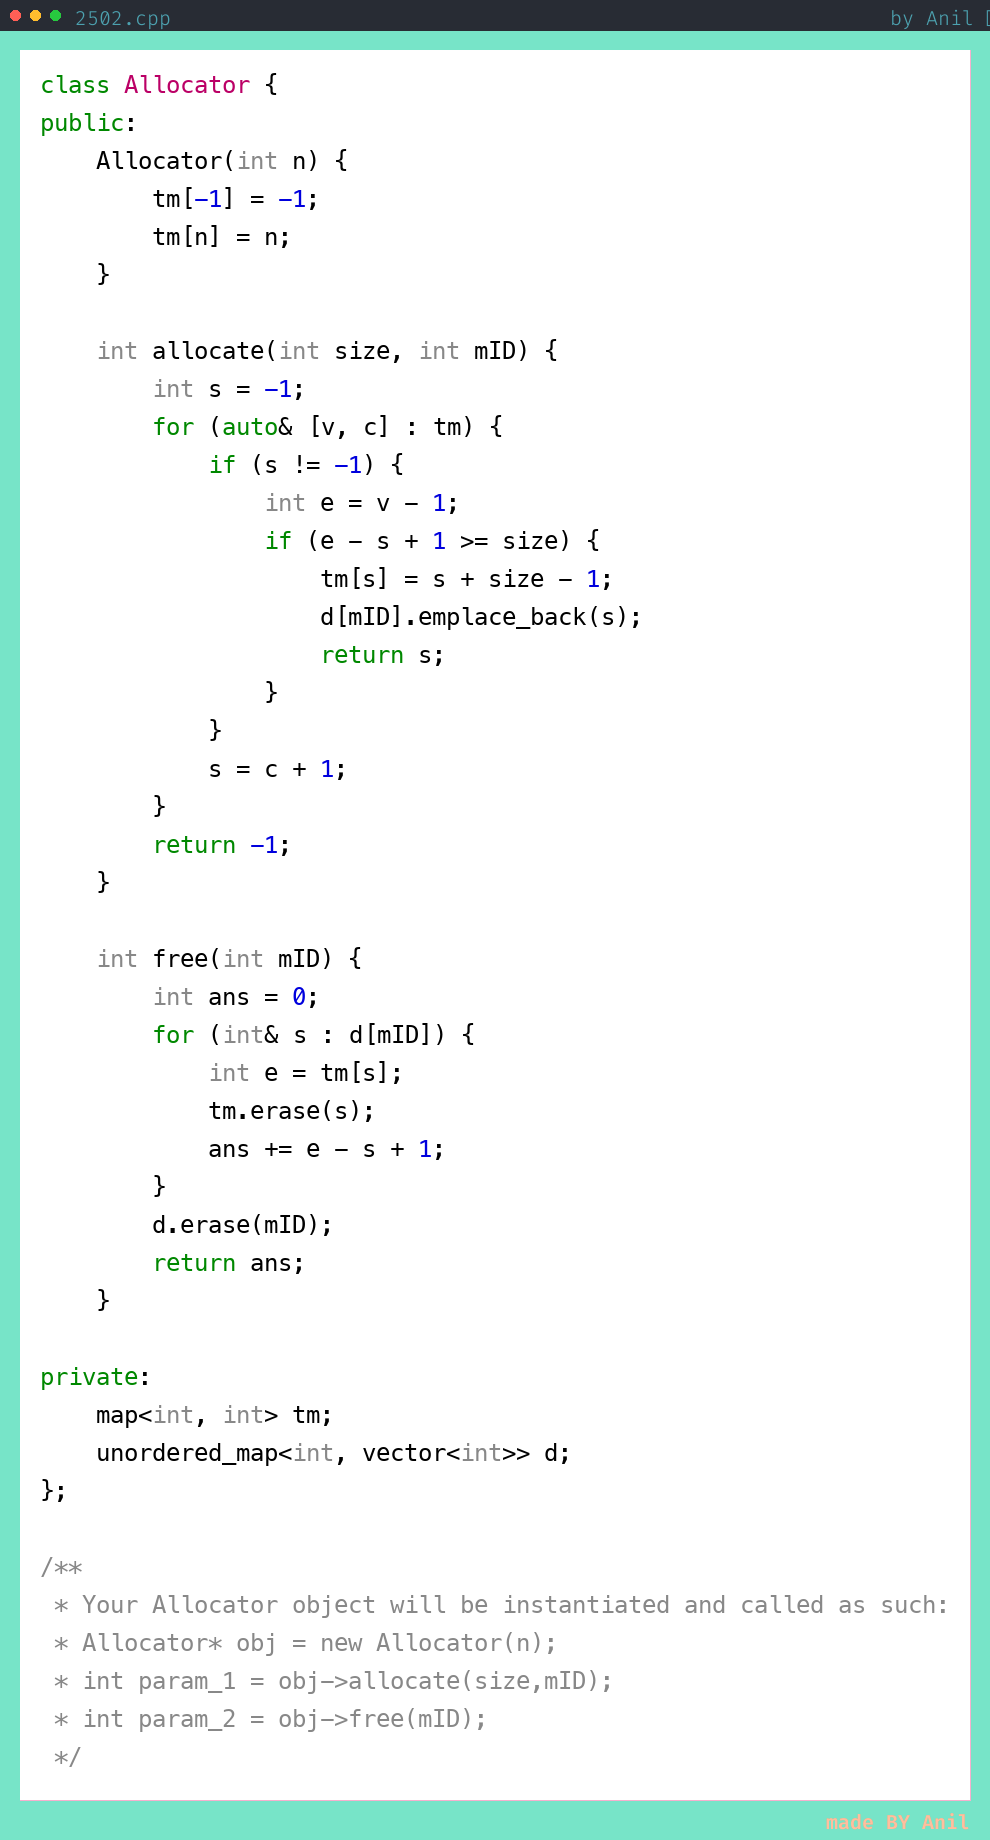 2502.cpp
by Anil
class Allocator {
public:
    Allocator(int n) {
        tm[-1] = -1;
        tm[n] = n;
    }

    int allocate(int size, int mID) {
        int s = -1;
        for (auto& [v, c] : tm) {
            if (s != -1) {
                int e = v - 1;
                if (e - s + 1 >= size) {
                    tm[s] = s + size - 1;
                    d[mID].emplace_back(s);
                    return s;
                }
            }
            s = c + 1;
        }
        return -1;
    }

    int free(int mID) {
        int ans = 0;
        for (int& s : d[mID]) {
            int e = tm[s];
            tm.erase(s);
            ans += e - s + 1;
        }
        d.erase(mID);
        return ans;
    }

private:
    map<int, int> tm;
    unordered_map<int, vector<int>> d;
};

/**
 * Your Allocator object will be instantiated and called as such:
 * Allocator* obj = new Allocator(n);
 * int param_1 = obj->allocate(size,mID);
 * int param_2 = obj->free(mID);
 */
made BY Anil